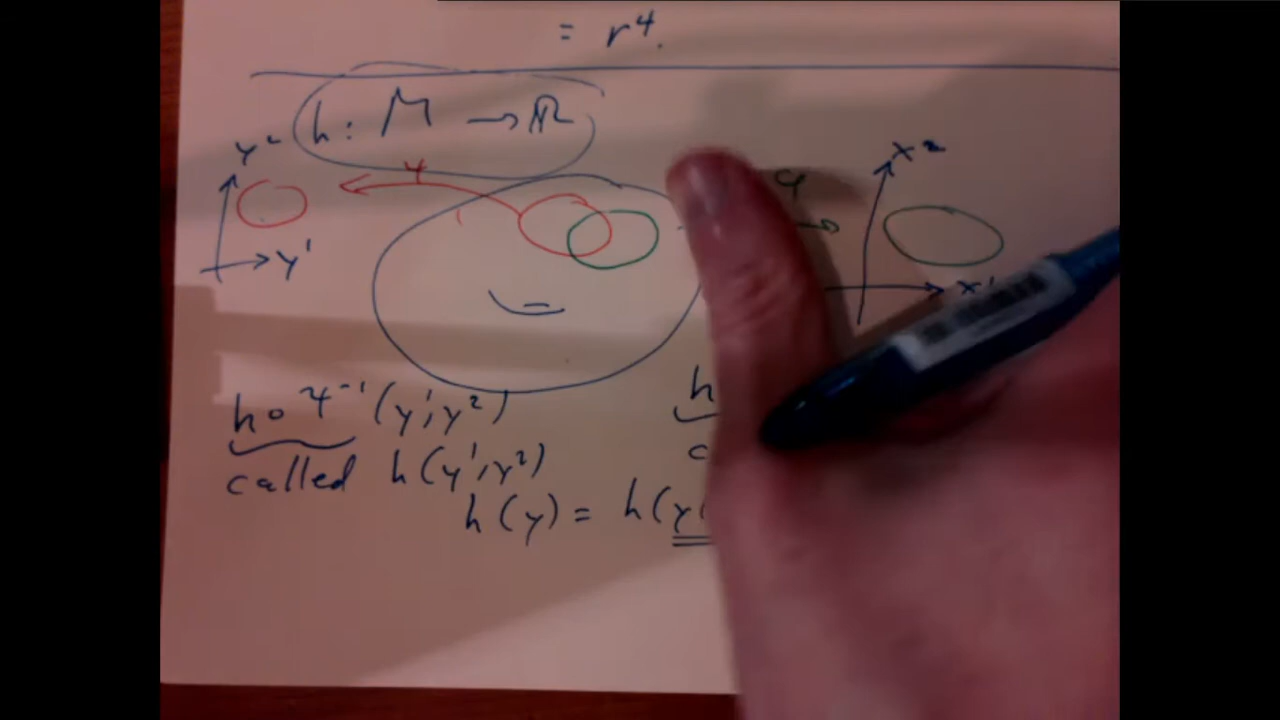 = r⁴.
h : M → ℝ
y² ψ φ x²
y¹ x¹
h∘ψ⁻¹(y¹, y²) h
called h(y¹, y²) c
h(y) = h(y(